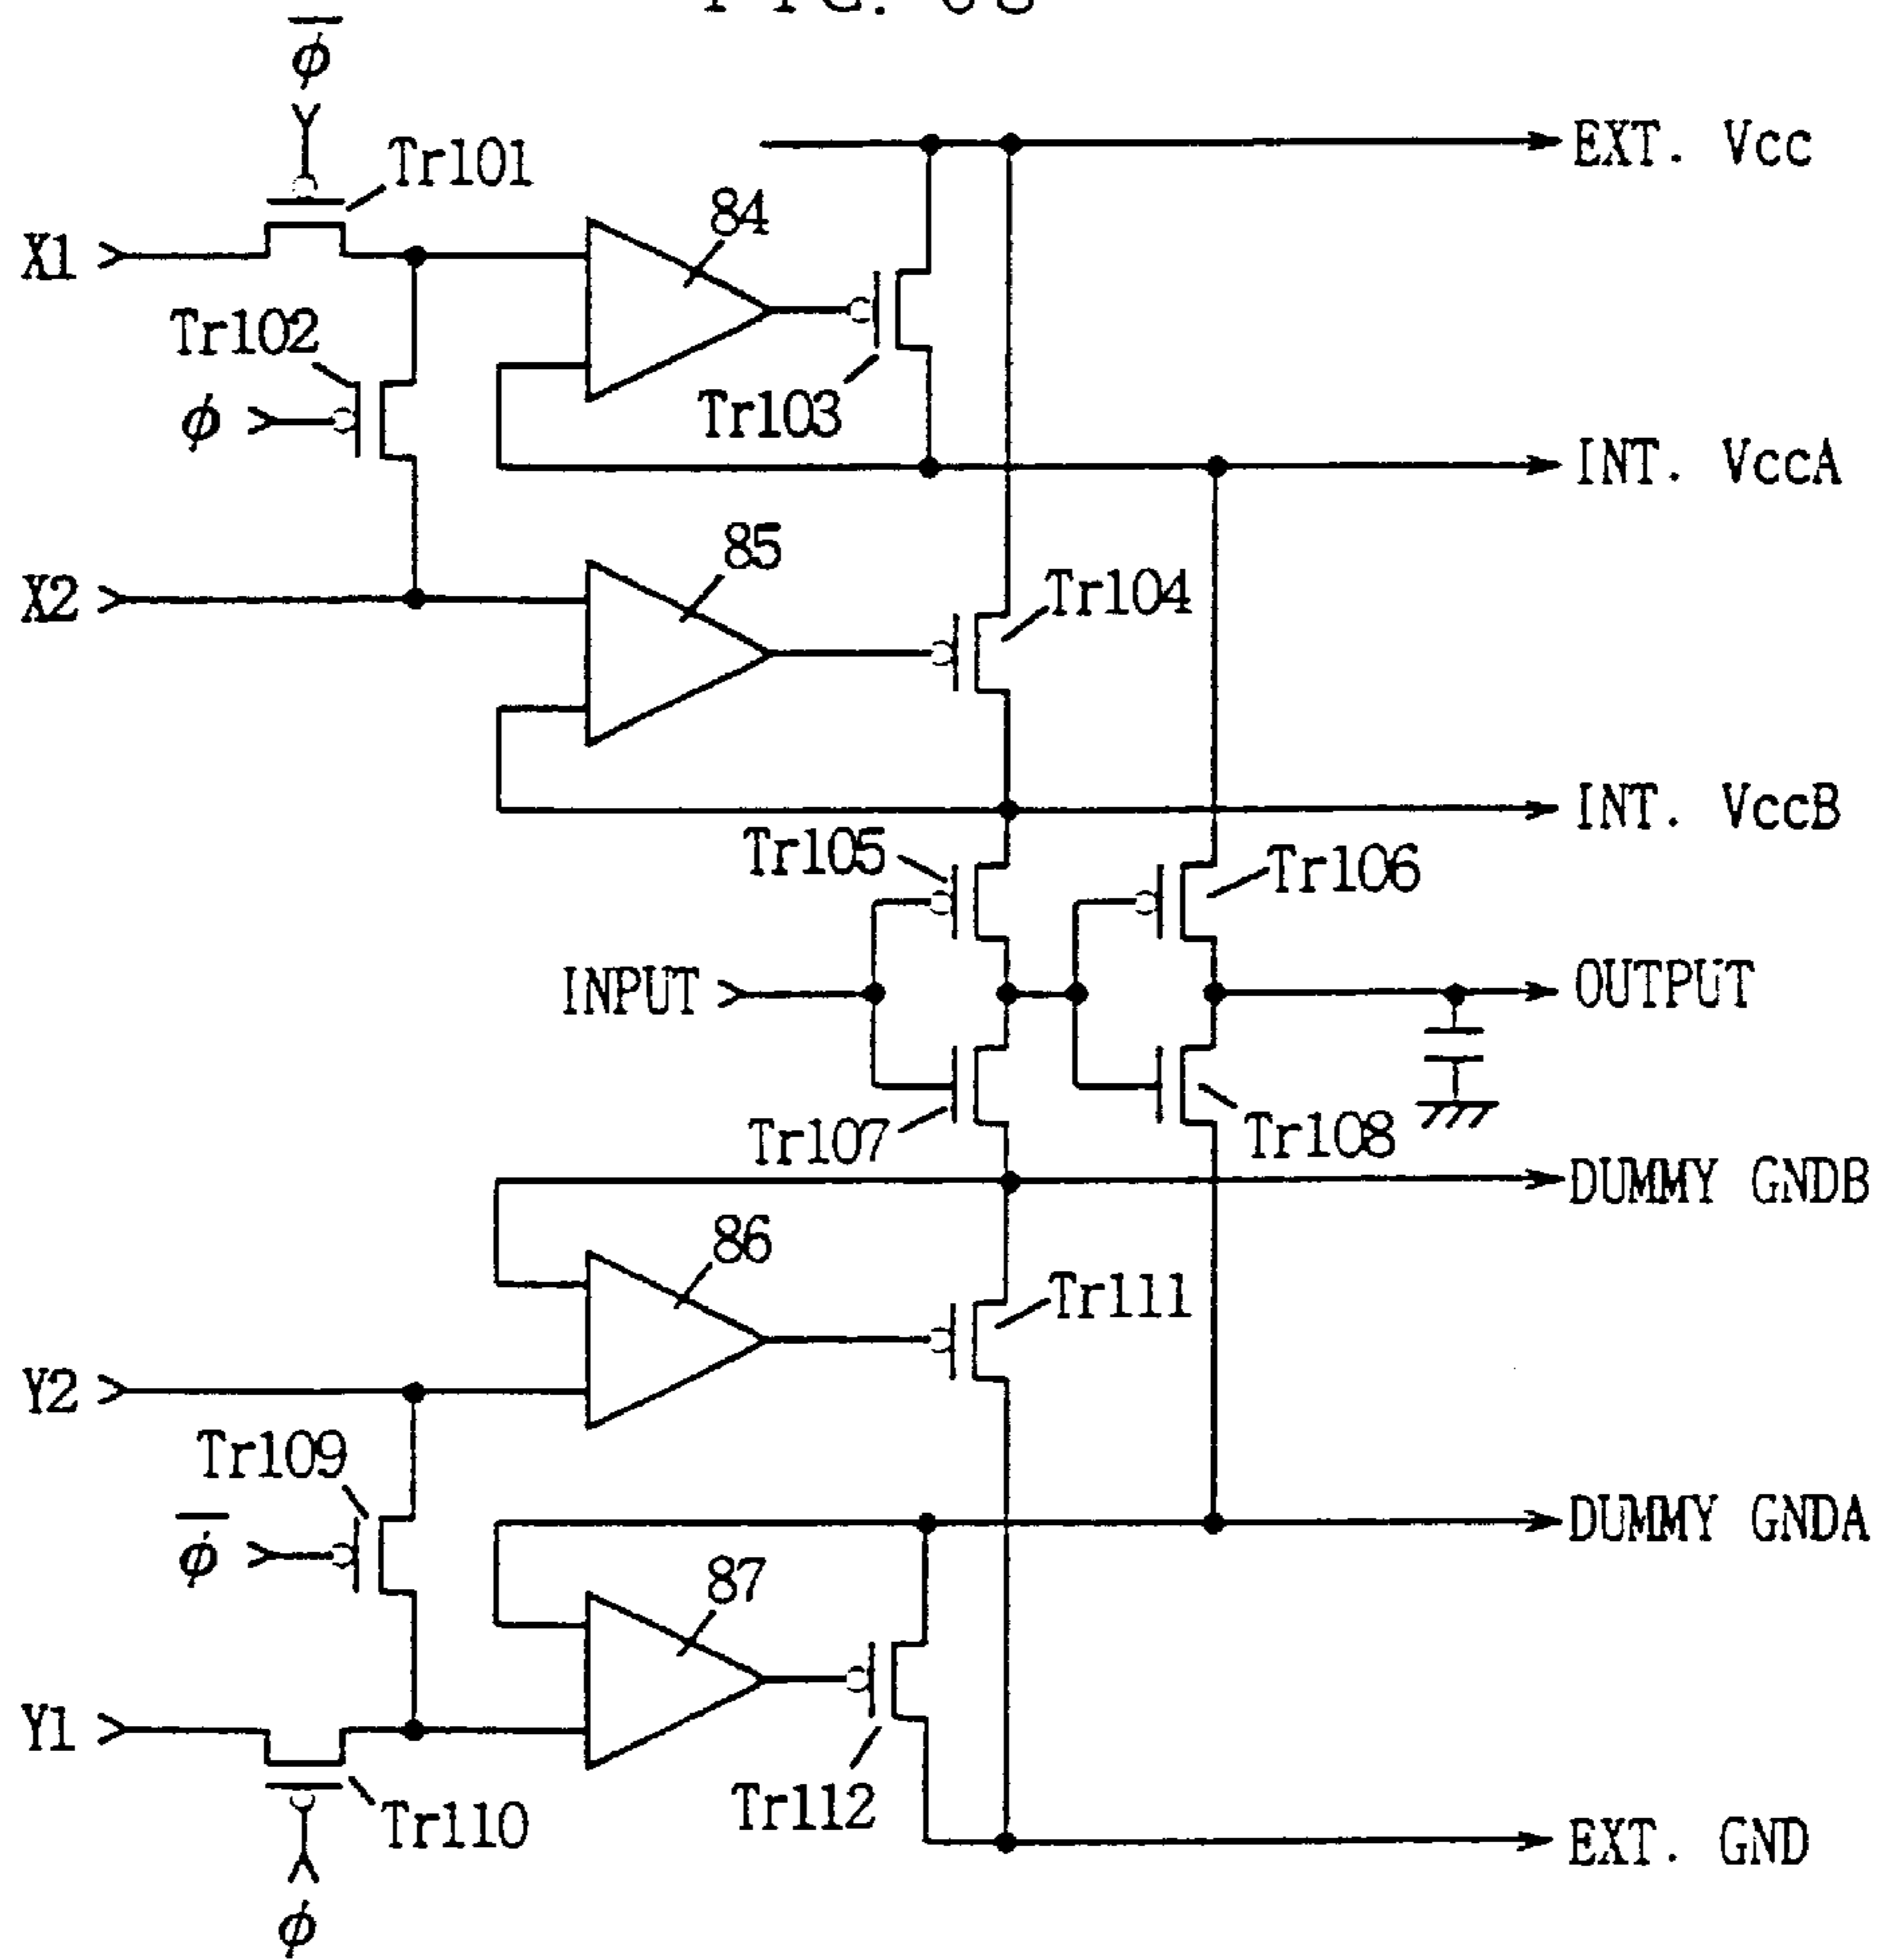 φ̅
Tr101
EXT. Vcc
84
X1
Tr102
φ
Tr103
INT. VccA
85
X2
Tr104
INT. VccB
Tr105
Tr106
INPUT
OUTPUT
Tr107
Tr108
DUMMY GNDB
86
Tr111
Y2
Tr109
DUMMY GNDA
φ̅
87
Y1
Tr110
Tr112
EXT. GND
φ